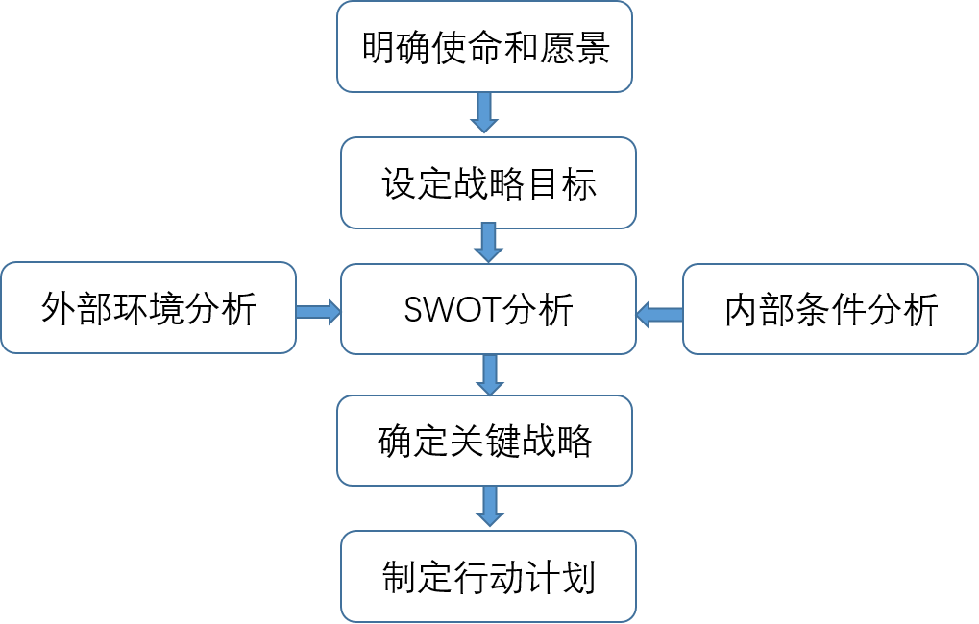 明确使命和愿景
设定战略目标
外部环境分析
SWOT分析
内部条件分析
确定关键战略
制定行动计划